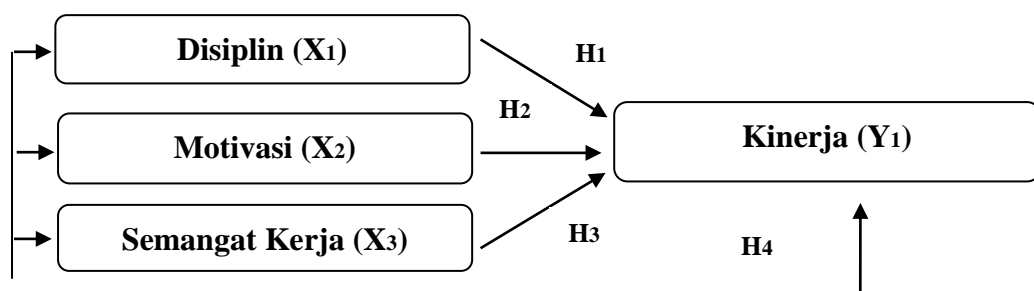 Disiplin (X1)
H1
H2
Motivasi (X2)
Kinerja (Y1)
Semangat Kerja (X3)
H3
H4